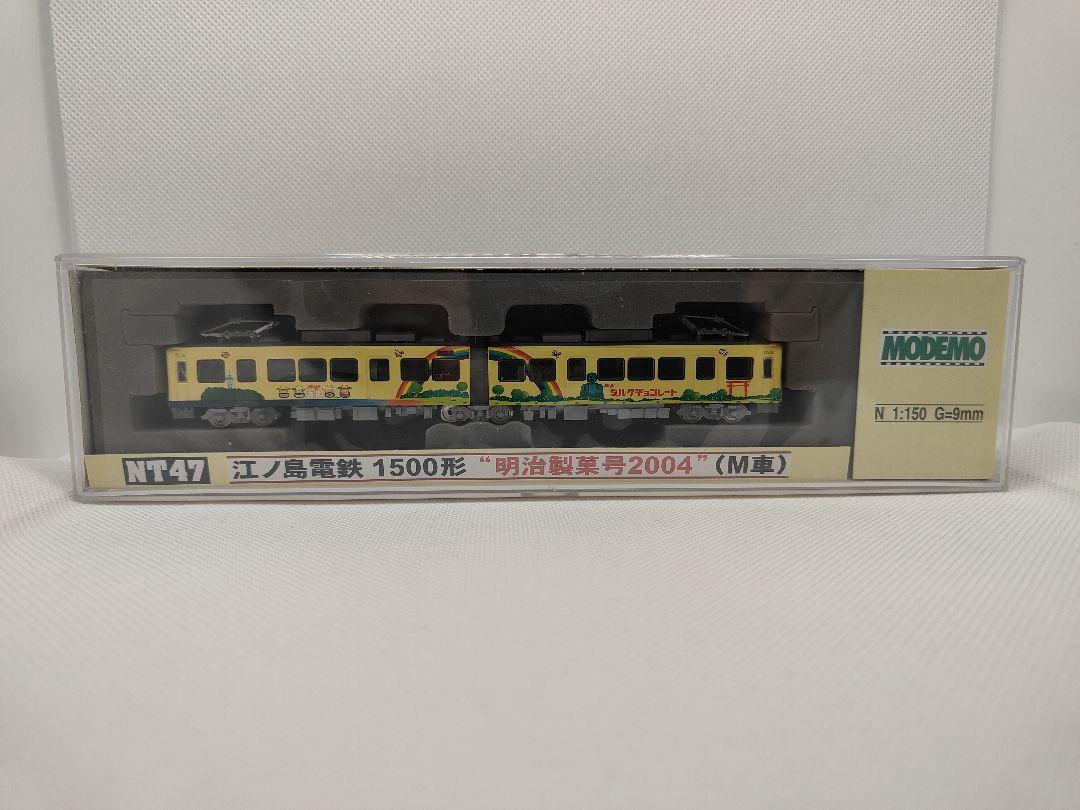 MODEMO
N 1:150 G=9mm
ミルクチョコレート
NT47 江ノ島電鉄 1500形 “明治製菓号2004”(M車)